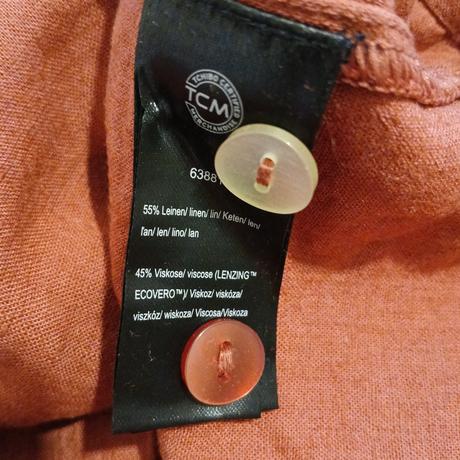 TCHIBO CERTIFIED
TCM
MERCHANDISE
6388
55% Leinen/ linen/ lin/ Keten/ len/
ľan/ len/ lino/ lan
45% Viskose/ viscose (LENZING™
ECOVERO™)/ Viskoz/ viskóza/
viszkóz/ wiskoza/ Viscosa/Viskoza